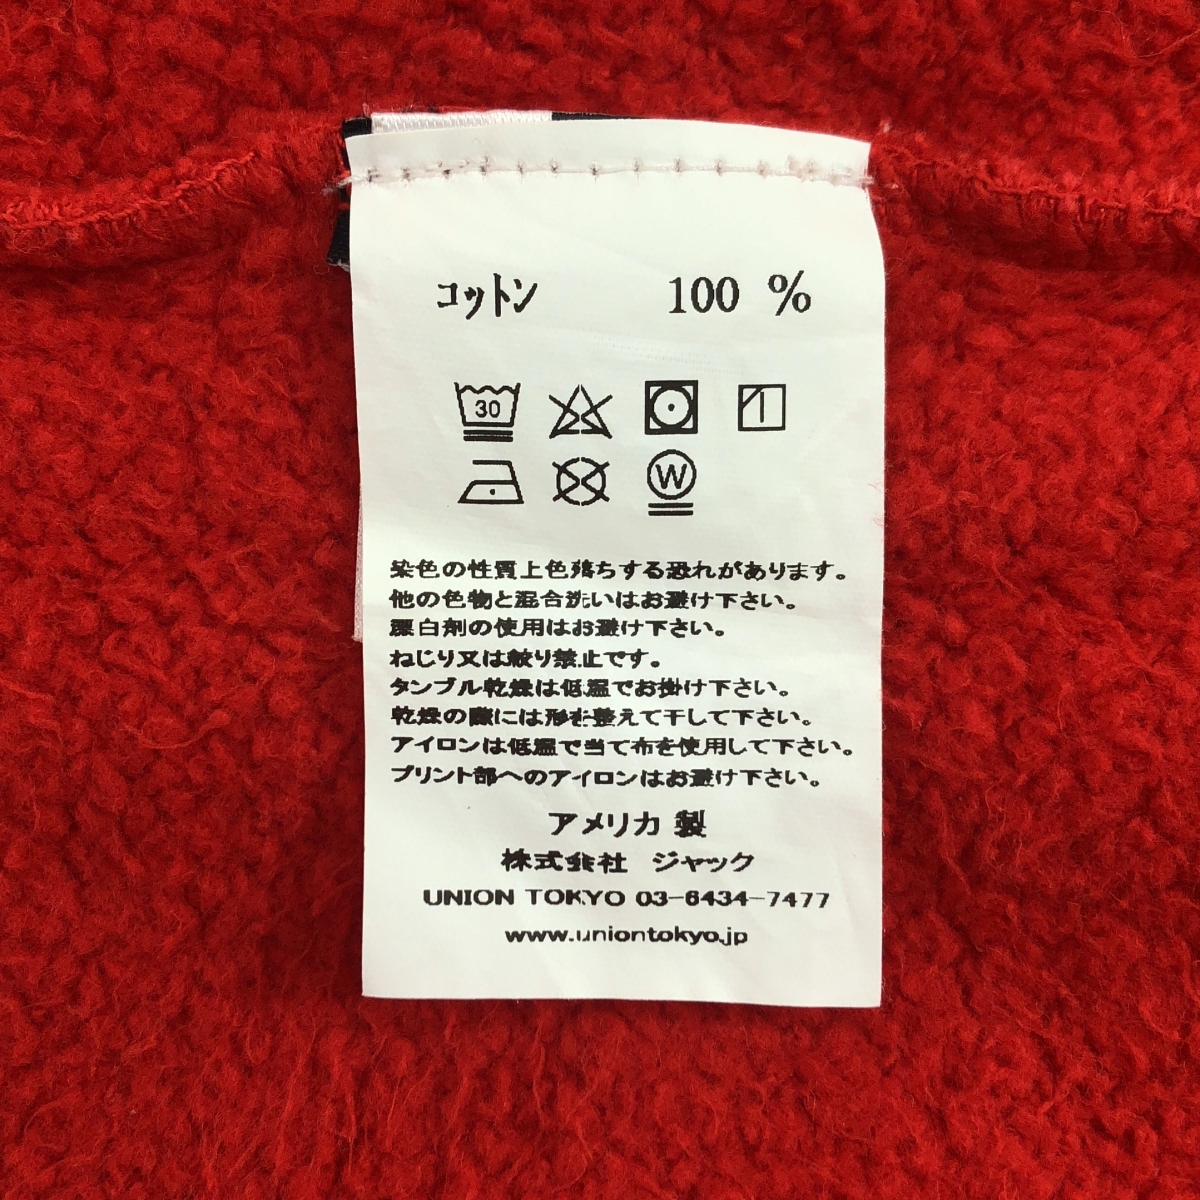 コットン 100 %
30
W
染色の性質上色落ちする恐れがあります。
他の色物と混合洗いはお避け下さい。
漂白剤の使用はお避け下さい。
ねじり又は絞り禁止です。
タンブル乾燥は低温でお掛け下さい。
乾燥の際には形を整えて干して下さい。
アイロンは低温で当て布を使用して下さい。
プリント部へのアイロンはお避け下さい。
アメリカ 製
株式会社 ジャック
UNION TOKYO 03-6434-7477
www.uniontokyo.jp